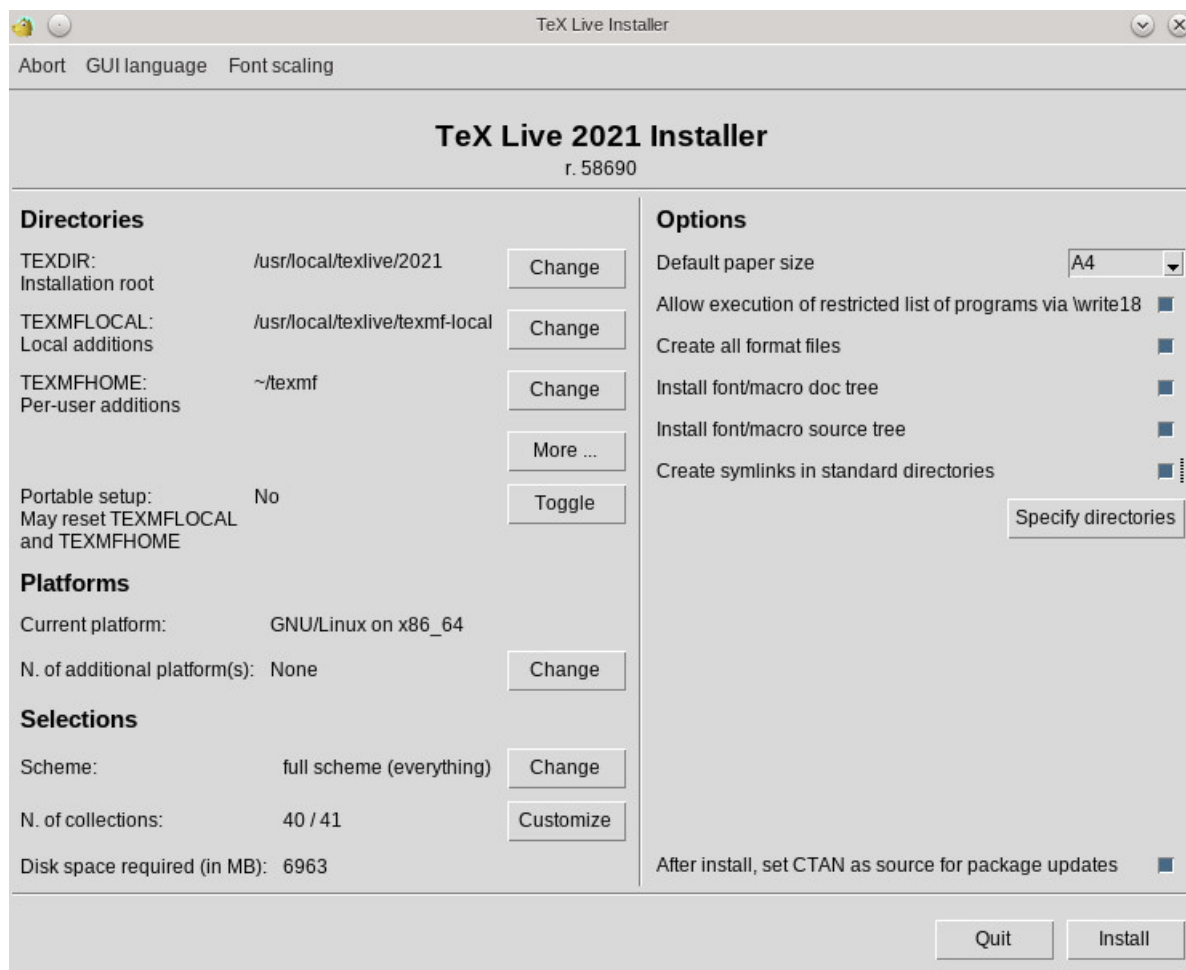 TeX Live Installer
Abort GUI language Font scaling
TeX Live 2021 Installer
r. 58690
Directories
TEXDIR: /usr/local/texlive/2021 Change
Installation root
TEXMFLOCAL: /usr/local/texlive/texmf-local Change
Local additions
TEXMFHOME: ~/texmf Change
Per-user additions
More ...
Portable setup: No Toggle
May reset TEXMFLOCAL
and TEXMFHOME
Platforms
Current platform: GNU/Linux on x86_64
N. of additional platform(s): None Change
Selections
Scheme: full scheme (everything) Change
N. of collections: 40 / 41 Customize
Disk space required (in MB): 6963
Options
Default paper size A4
Allow execution of restricted list of programs via \write18
Create all format files
Install font/macro doc tree
Install font/macro source tree
Create symlinks in standard directories
Specify directories
After install, set CTAN as source for package updates
Quit Install